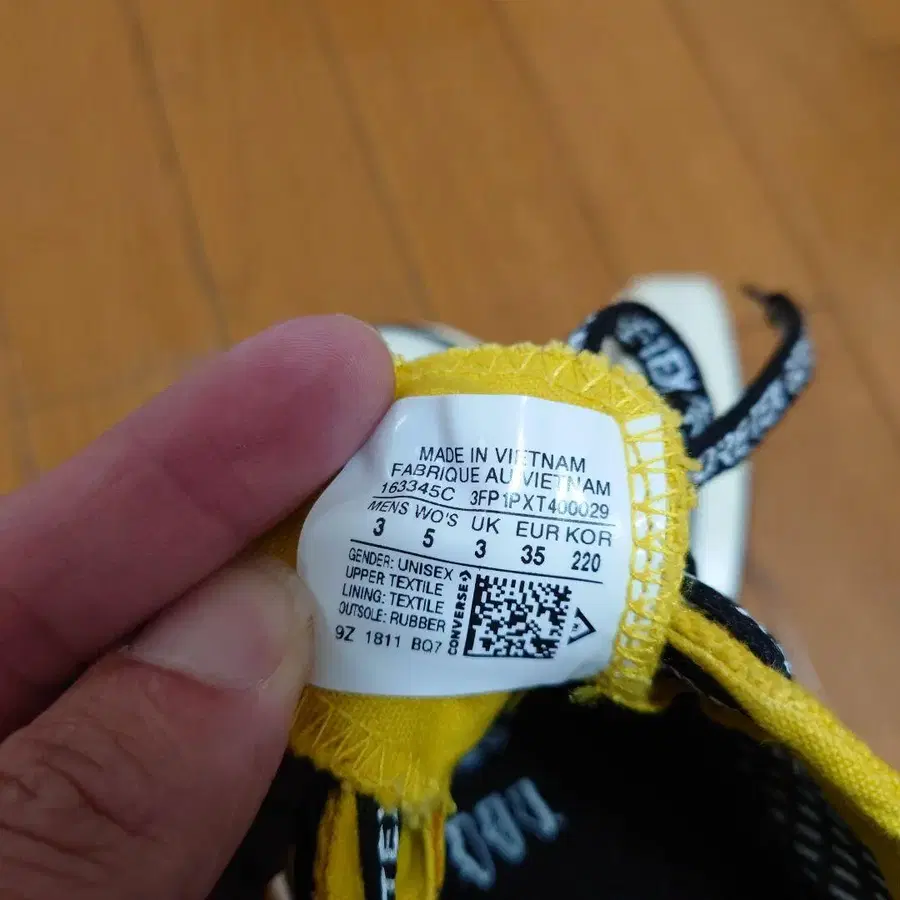 MADE IN VIETNAM
FABRIQUE AU VIETNAM
163345C 3FP1PXT400029
MENS WO'S UK EUR KOR
3 5 3 35 220
GENDER: UNISEX
UPPER TEXTILE
LINING: TEXTILE
OUTSOLE: RUBBER
9Z 1811 BQ7
CONVERSE